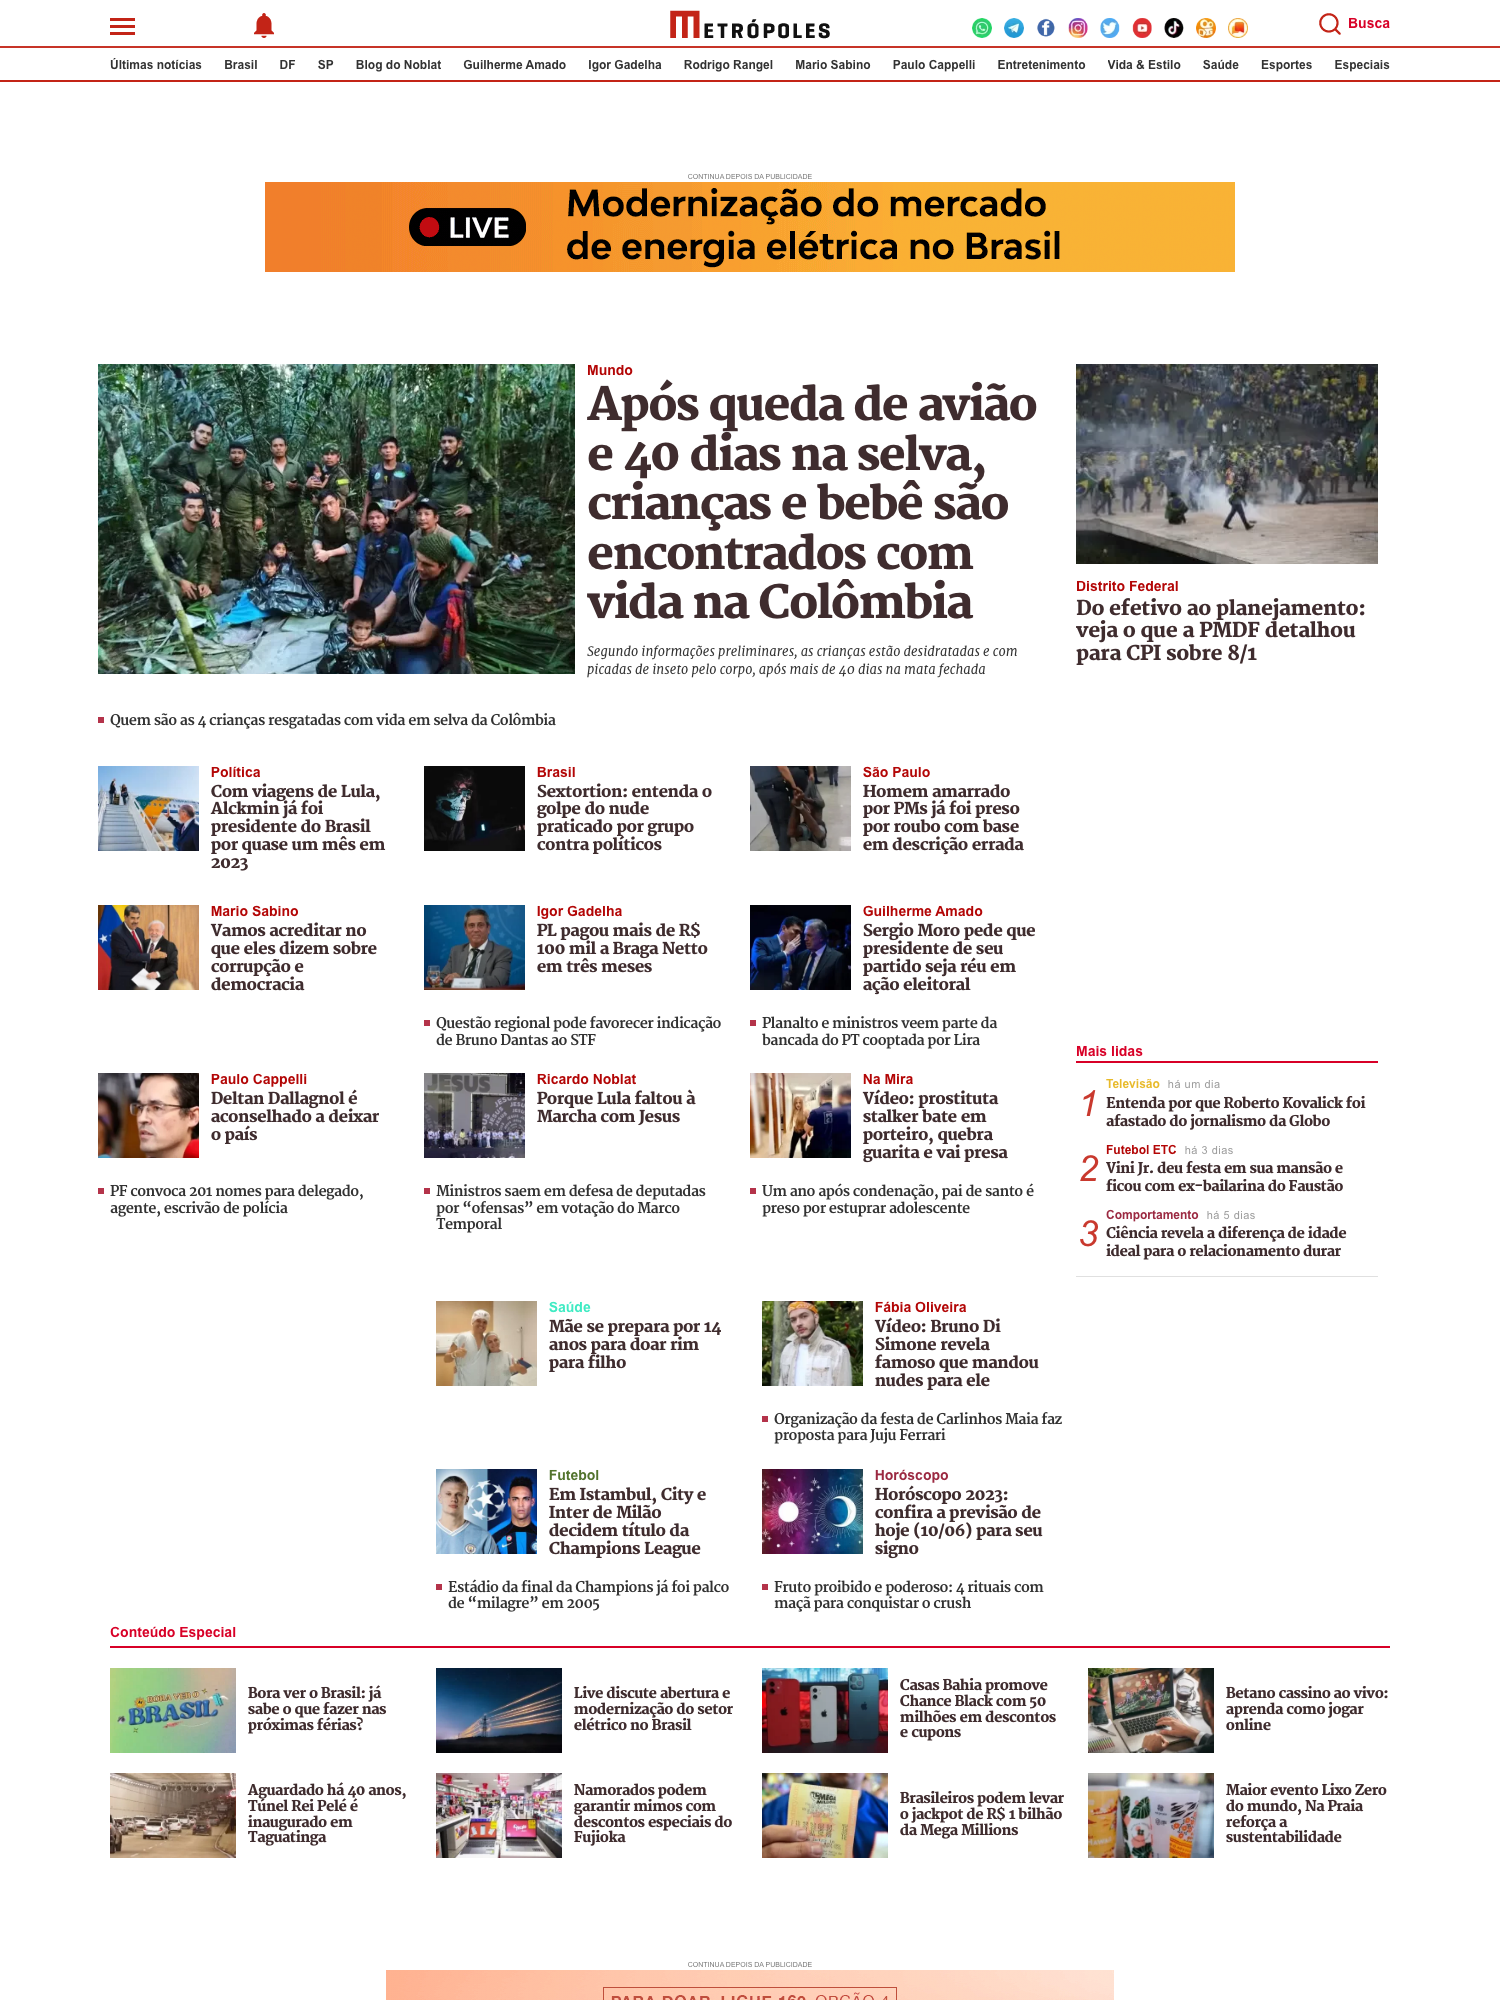 METRÓPOLES
Busca
Últimas notícias Brasil DF SP Blog do Noblat Guilherme Amado Igor Gadelha Rodrigo Rangel Mario Sabino Paulo Cappelli Entretenimento Vida & Estilo Saúde Esportes Especiais
CONTINUA DEPOIS DA PUBLICIDADE
LIVE
Modernização do mercado
de energia elétrica no Brasil
Mundo
Após queda de avião
e 40 dias na selva,
crianças e bebê são
encontrados com
vida na Colômbia
Segundo informações preliminares, as crianças estão desidratadas e com
picadas de inseto pelo corpo, após mais de 40 dias na mata fechada
Quem são as 4 crianças resgatadas com vida em selva da Colômbia
Distrito Federal
Do efetivo ao planejamento:
veja o que a PMDF detalhou
para CPI sobre 8/1
Política
Com viagens de Lula,
Alckmin já foi
presidente do Brasil
por quase um mês em
2023
Brasil
Sextortion: entenda o
golpe do nude
praticado por grupo
contra políticos
São Paulo
Homem amarrado
por PMs já foi preso
por roubo com base
em descrição errada
Mario Sabino
Vamos acreditar no
que eles dizem sobre
corrupção e
democracia
Igor Gadelha
PL pagou mais de R$
100 mil a Braga Netto
em três meses
Questão regional pode favorecer indicação
de Bruno Dantas ao STF
Guilherme Amado
Sergio Moro pede que
presidente de seu
partido seja réu em
ação eleitoral
Planalto e ministros veem parte da
bancada do PT cooptada por Lira
Paulo Cappelli
Deltan Dallagnol é
aconselhado a deixar
o país
PF convoca 201 nomes para delegado,
agente, escrivão de polícia
JESUS
Ricardo Noblat
Porque Lula faltou à
Marcha com Jesus
Ministros saem em defesa de deputadas
por “ofensas” em votação do Marco
Temporal
Na Mira
Vídeo: prostituta
stalker bate em
porteiro, quebra
guarita e vai presa
Um ano após condenação, pai de santo é
preso por estuprar adolescente
Mais lidas
1
Televisão há um dia
Entenda por que Roberto Kovalick foi
afastado do jornalismo da Globo
2
Futebol ETC há 3 dias
Vini Jr. deu festa em sua mansão e
ficou com ex-bailarina do Faustão
3
Comportamento há 5 dias
Ciência revela a diferença de idade
ideal para o relacionamento durar
Saúde
Mãe se prepara por 14
anos para doar rim
para filho
Fábia Oliveira
Vídeo: Bruno Di
Simone revela
famoso que mandou
nudes para ele
Organização da festa de Carlinhos Maia faz
proposta para Juju Ferrari
Futebol
Em Istambul, City e
Inter de Milão
decidem título da
Champions League
Estádio da final da Champions já foi palco
de “milagre” em 2005
Horóscopo
Horóscopo 2023:
confira a previsão de
hoje (10/06) para seu
signo
Fruto proibido e poderoso: 4 rituais com
maçã para conquistar o crush
Conteúdo Especial
BORA VER O
BRASIL
Bora ver o Brasil: já
sabe o que fazer nas
próximas férias?
Live discute abertura e
modernização do setor
elétrico no Brasil
Casas Bahia promove
Chance Black com 50
milhões em descontos
e cupons
Betano cassino ao vivo:
aprenda como jogar
online
Aguardado há 40 anos,
Túnel Rei Pelé é
inaugurado em
Taguatinga
Namorados podem
garantir mimos com
descontos especiais do
Fujioka
Brasileiros podem levar
o jackpot de R$ 1 bilhão
da Mega Millions
Maior evento Lixo Zero
do mundo, Na Praia
reforça a
sustentabilidade
CONTINUA DEPOIS DA PUBLICIDADE
PARA DOAR, LIGUE 160, OPÇÃO 4